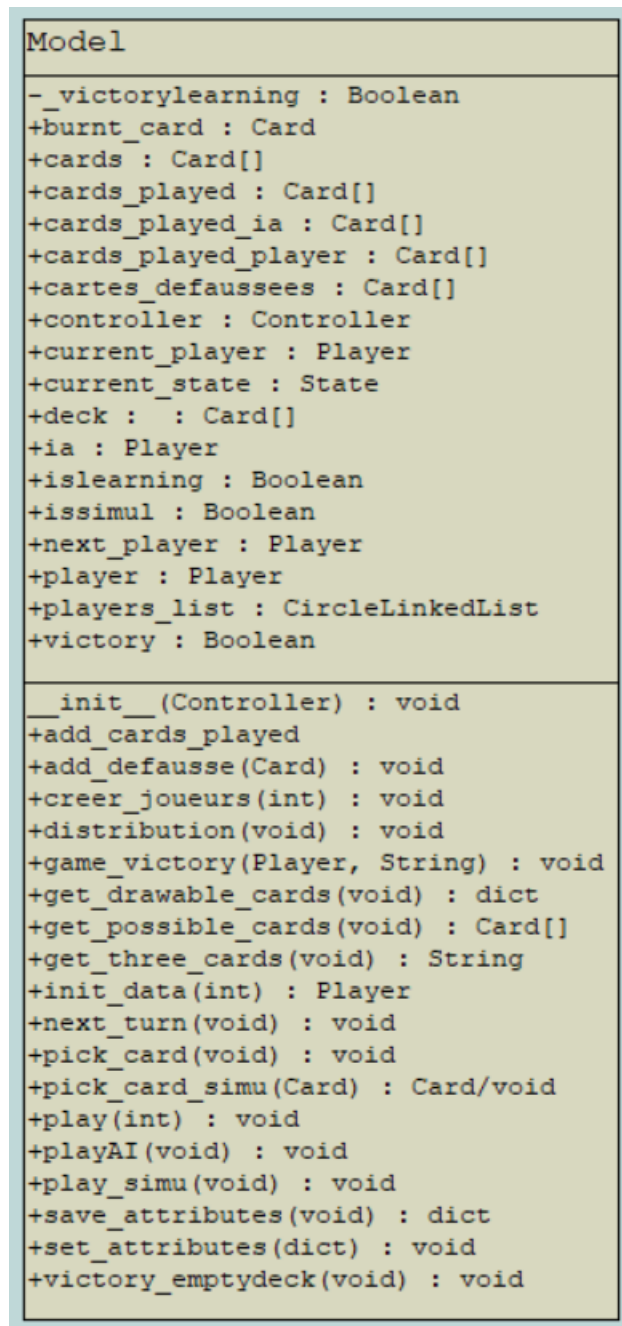 Model
-_victorylearning : Boolean
+burnt_card : Card
+cards : Card[]
+cards_played : Card[]
+cards_played_ia : Card[]
+cards_played_player : Card[]
+cartes_defaussees : Card[]
+controller : Controller
+current_player : Player
+current_state : State
+deck :  : Card[]
+ia : Player
+islearning : Boolean
+issimul : Boolean
+next_player : Player
+player : Player
+players_list : CircleLinkedList
+victory : Boolean
__init__(Controller) : void
+add_cards_played
+add_defausse(Card) : void
+creer_joueurs(int) : void
+distribution(void) : void
+game_victory(Player, String) : void
+get_drawable_cards(void) : dict
+get_possible_cards(void) : Card[]
+get_three_cards(void) : String
+init_data(int) : Player
+next_turn(void) : void
+pick_card(void) : void
+pick_card_simu(Card) : Card/void
+play(int) : void
+playAI(void) : void
+play_simu(void) : void
+save_attributes(void) : dict
+set_attributes(dict) : void
+victory_emptydeck(void) : void